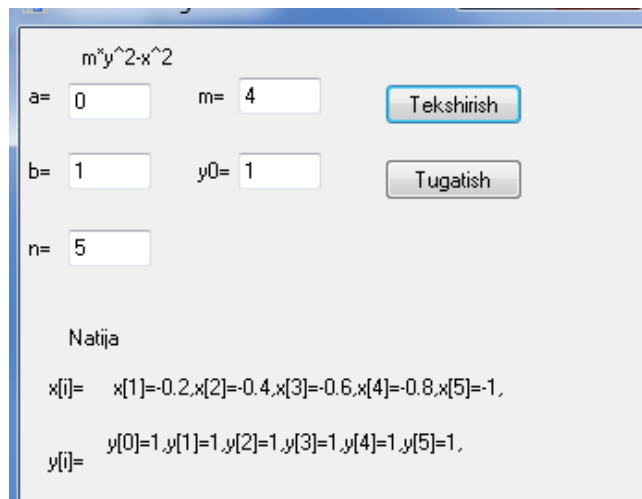 m*y^2-x^2
a= 0 m= 4 Tekshirish
b= 1 y0= 1 Tugatish
n= 5
Natija
x[i]= x[1]=-0.2,x[2]=-0.4,x[3]=-0.6,x[4]=-0.8,x[5]=-1,
y[i]= y[0]=1,y[1]=1,y[2]=1,y[3]=1,y[4]=1,y[5]=1,